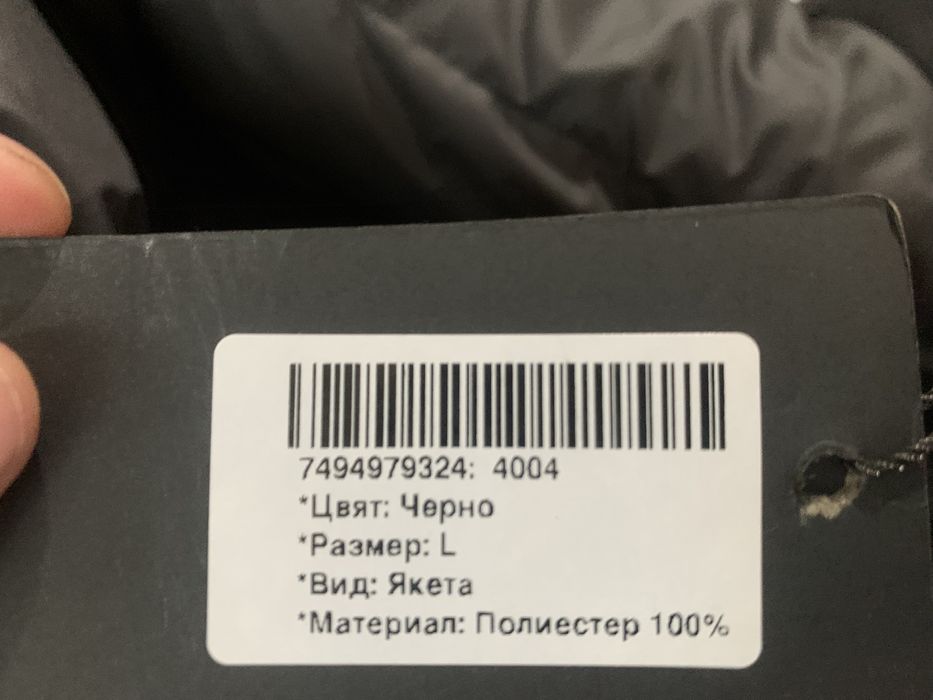 7494979324: 4004
*Цвят: Черно
*Размер: L
*Вид: Якета
*Материал: Полиестер 100%